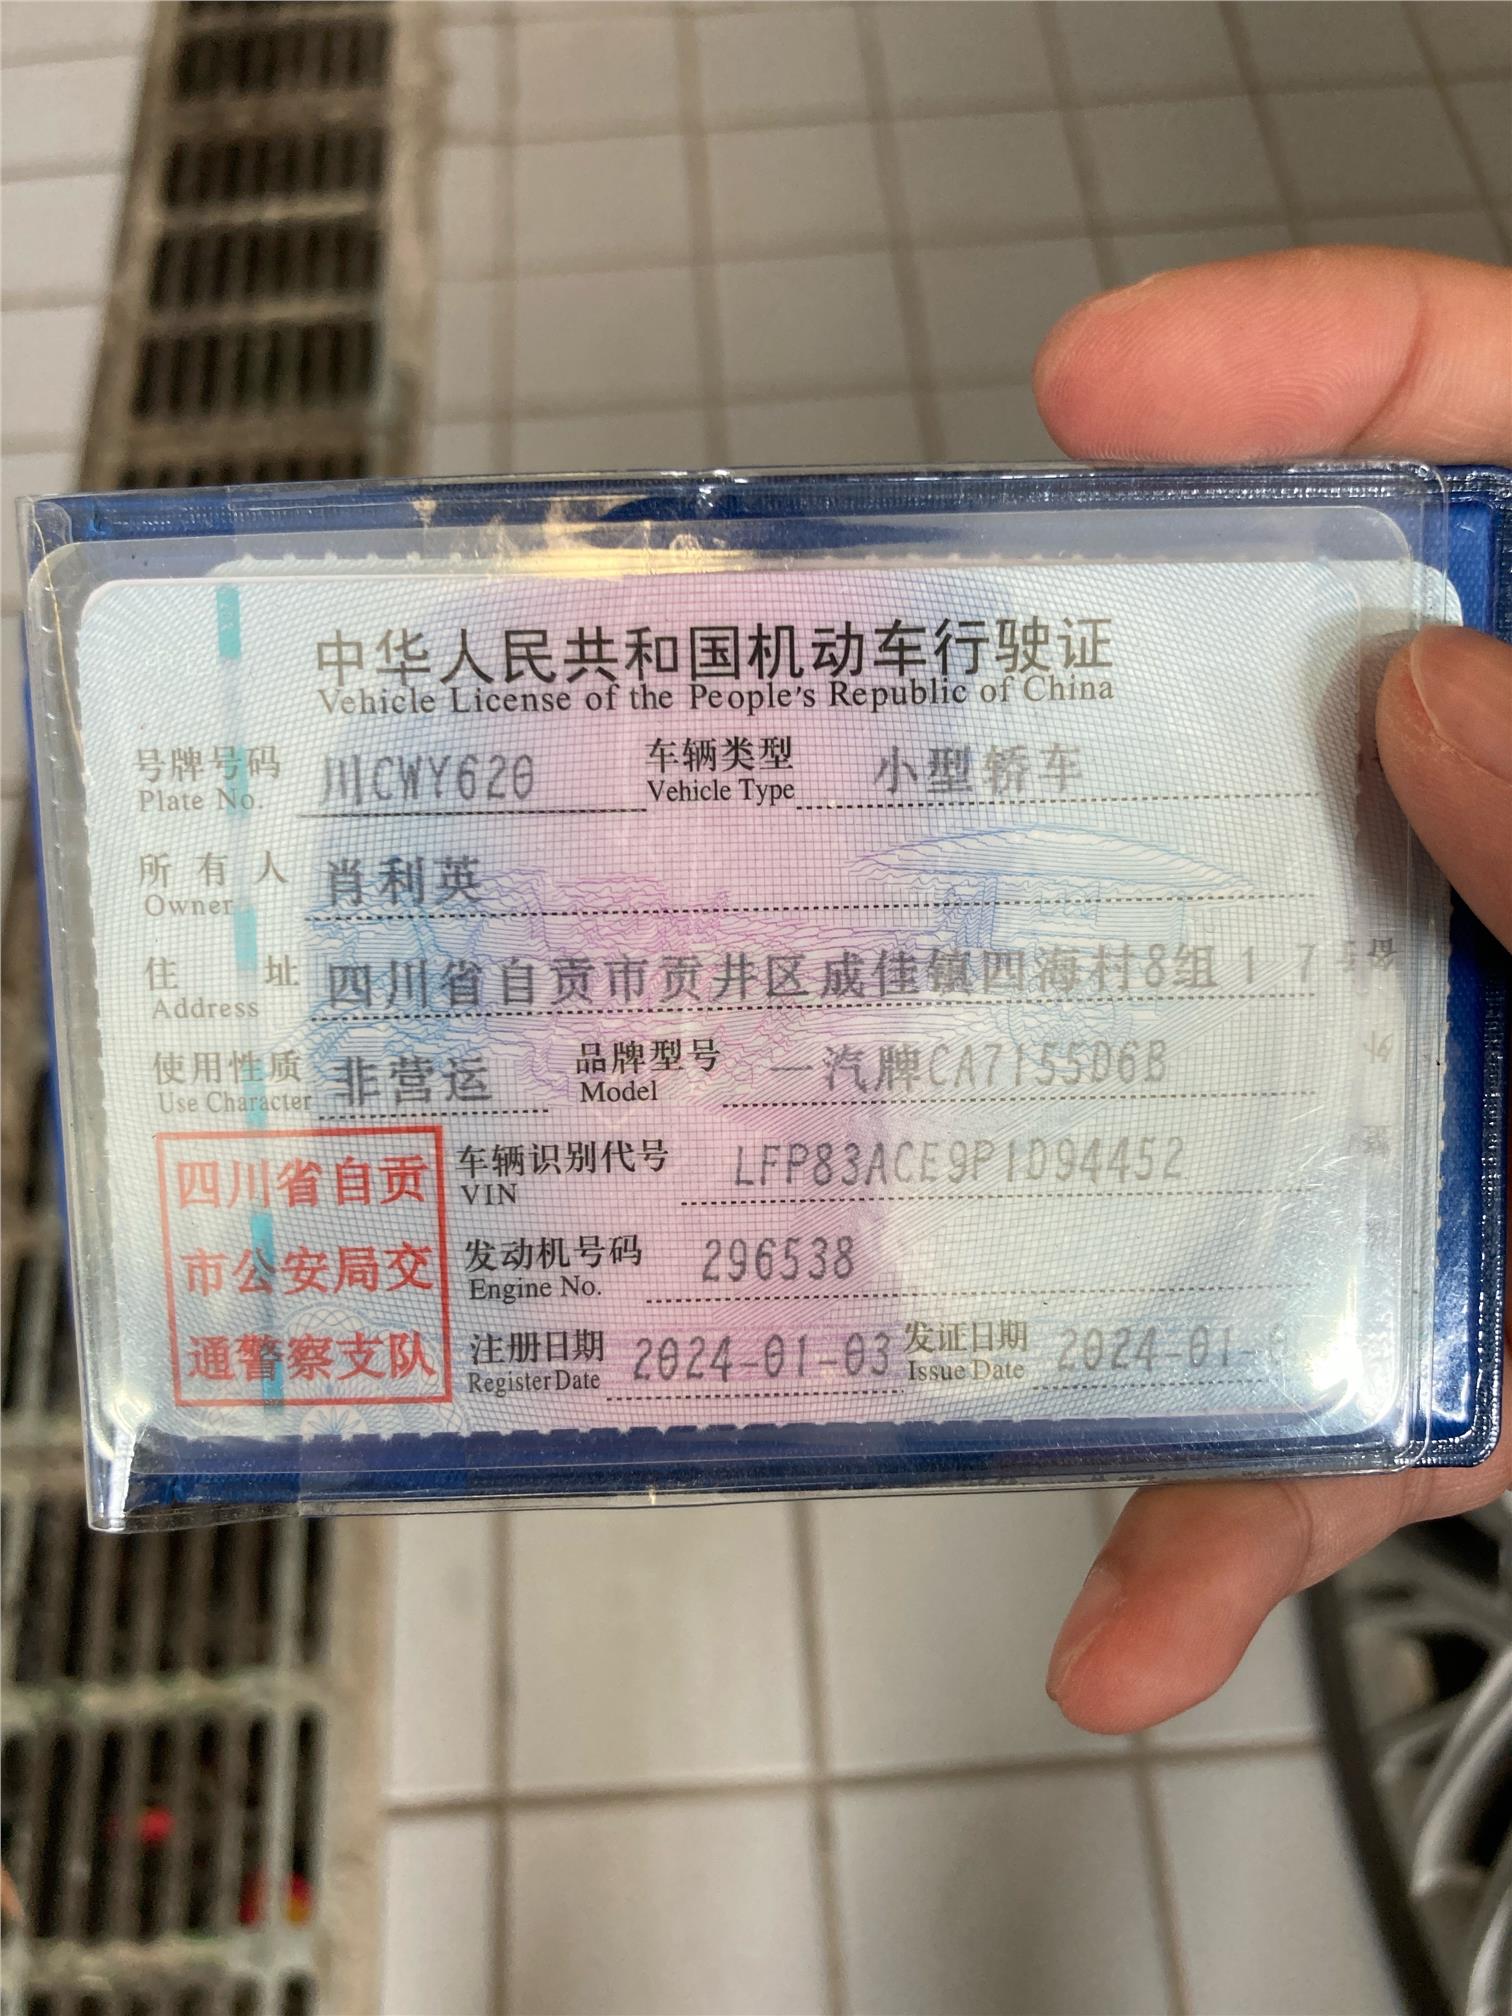 中华人民共和国机动车行驶证
Vehicle License of the People's Republic of China
号牌号码 川CWY620 车辆类型 小型轿车
Plate No. Vehicle Type
所有人 肖利英
Owner
住址 四川省自贡市贡井区成佳镇四海村8组1 7
Address
使用性质 非营运 品牌型号 一汽牌CA7155D6B
Use Character Model
四川省自贡
市公安局交
通警察支队
车辆识别代号 LFP83ACE9P1D94452
VIN
发动机号码 296538
Engine No.
注册日期 2024-01-03 发证日期 2024-01-
Register Date Issue Date